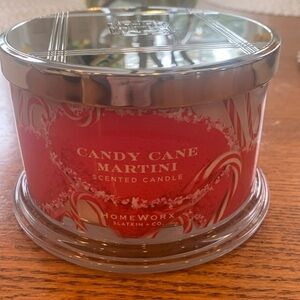 CANDY CANE
MARTINI
SCENTED CANDLE
HOMEWORX
SLATKIN + CO.